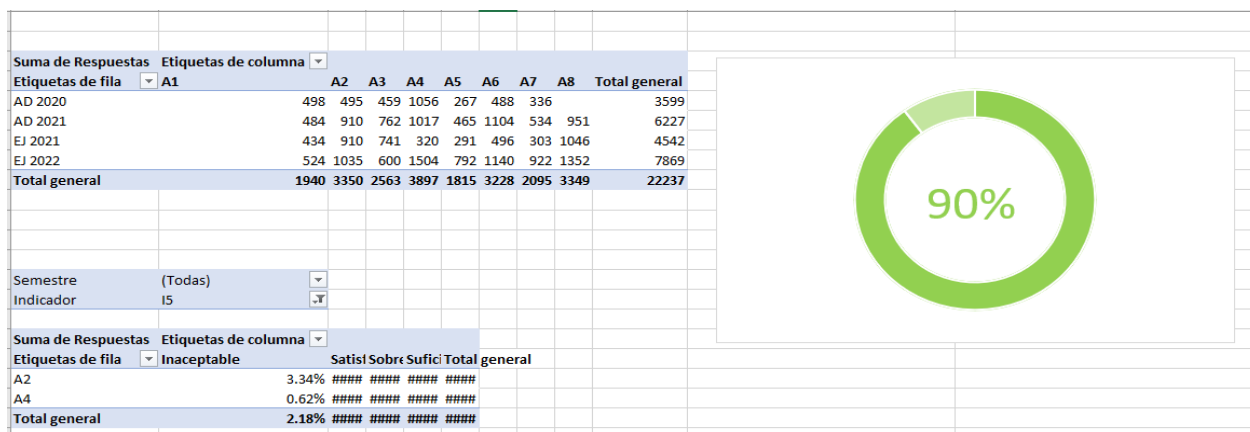 Suma de Respuestas Etiquetas de columna
Etiquetas de fila A1 A2 A3 A4 A5 A6 A7 A8 Total general
AD 2020 498 495 459 1056 267 488 336 3599
AD 2021 484 910 762 1017 465 1104 534 951 6227
EJ 2021 434 910 741 320 291 496 303 1046 4542
EJ 2022 524 1035 600 1504 792 1140 922 1352 7869
Total general 1940 3350 2563 3897 1815 3228 2095 3349 22237
90%
Semestre (Todas)
Indicador I5
Suma de Respuestas Etiquetas de columna
Etiquetas de fila Inaceptable Satisf Sobre Sufici Total general
A2 3.34% #### #### #### ####
A4 0.62% #### #### #### ####
Total general 2.18% #### #### #### ####